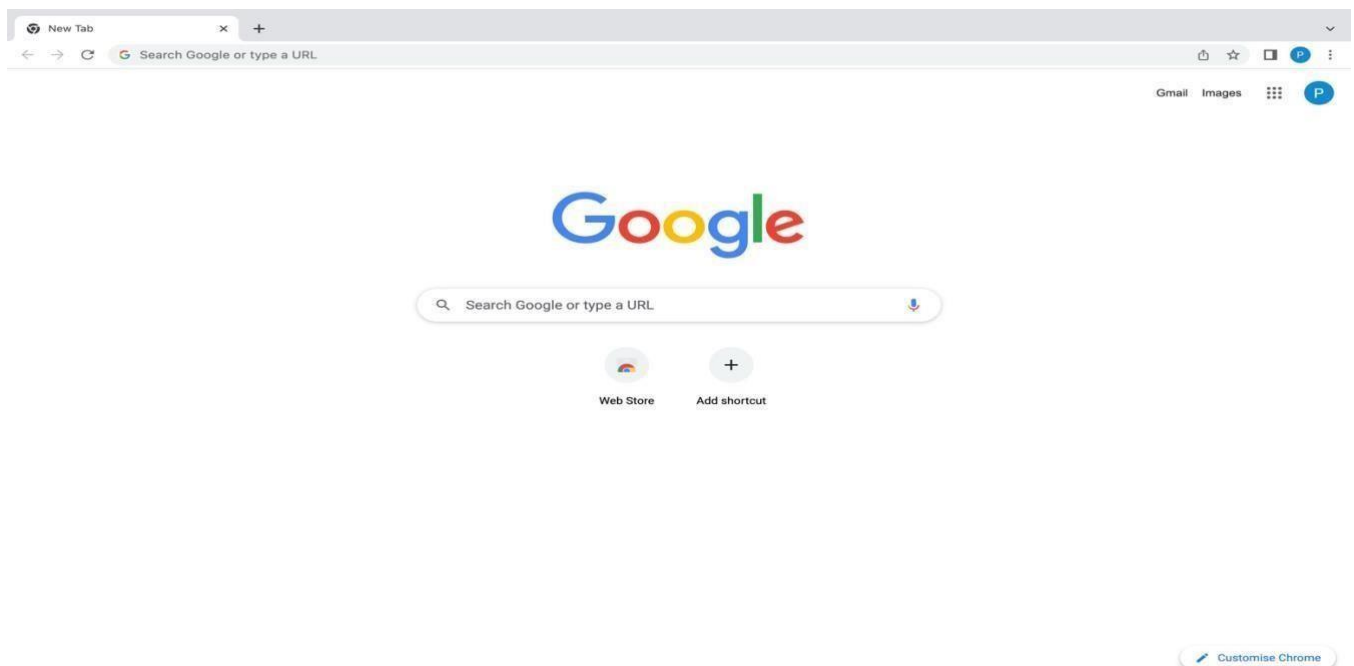 New Tab
Search Google or type a URL
P
Gmail Images
P
Google
Search Google or type a URL
Web Store Add shortcut
Customise Chrome